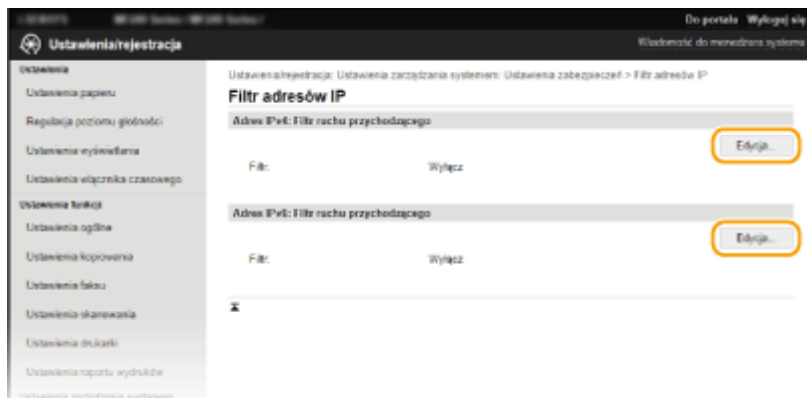 Do portalu Wyloguj się
Ustawienia/rejestracja
Wiadomość do menedżera systemu
Ustawienia
Ustawienia papieru
Regulacja poziomu głośności
Ustawienia wyświetlania
Ustawienia włącznika czasowego
Ustawienia funkcji
Ustawienia ogólne
Ustawienia kopiowania
Ustawienia faksu
Ustawienia skanowania
Ustawienia drukarki
Ustawienia raportu wydruków
Ustawienia zarządzania systemem
Ustawienia/rejestracja: Ustawienia zarządzania systemem: Ustawienia zabezpieczeń > Filtr adresów IP
Filtr adresów IP
Adres IPv4: Filtr ruchu przychodzącego
Edycja...
Filtr: Wyłącz
Adres IPv6: Filtr ruchu przychodzącego
Edycja...
Filtr: Wyłącz